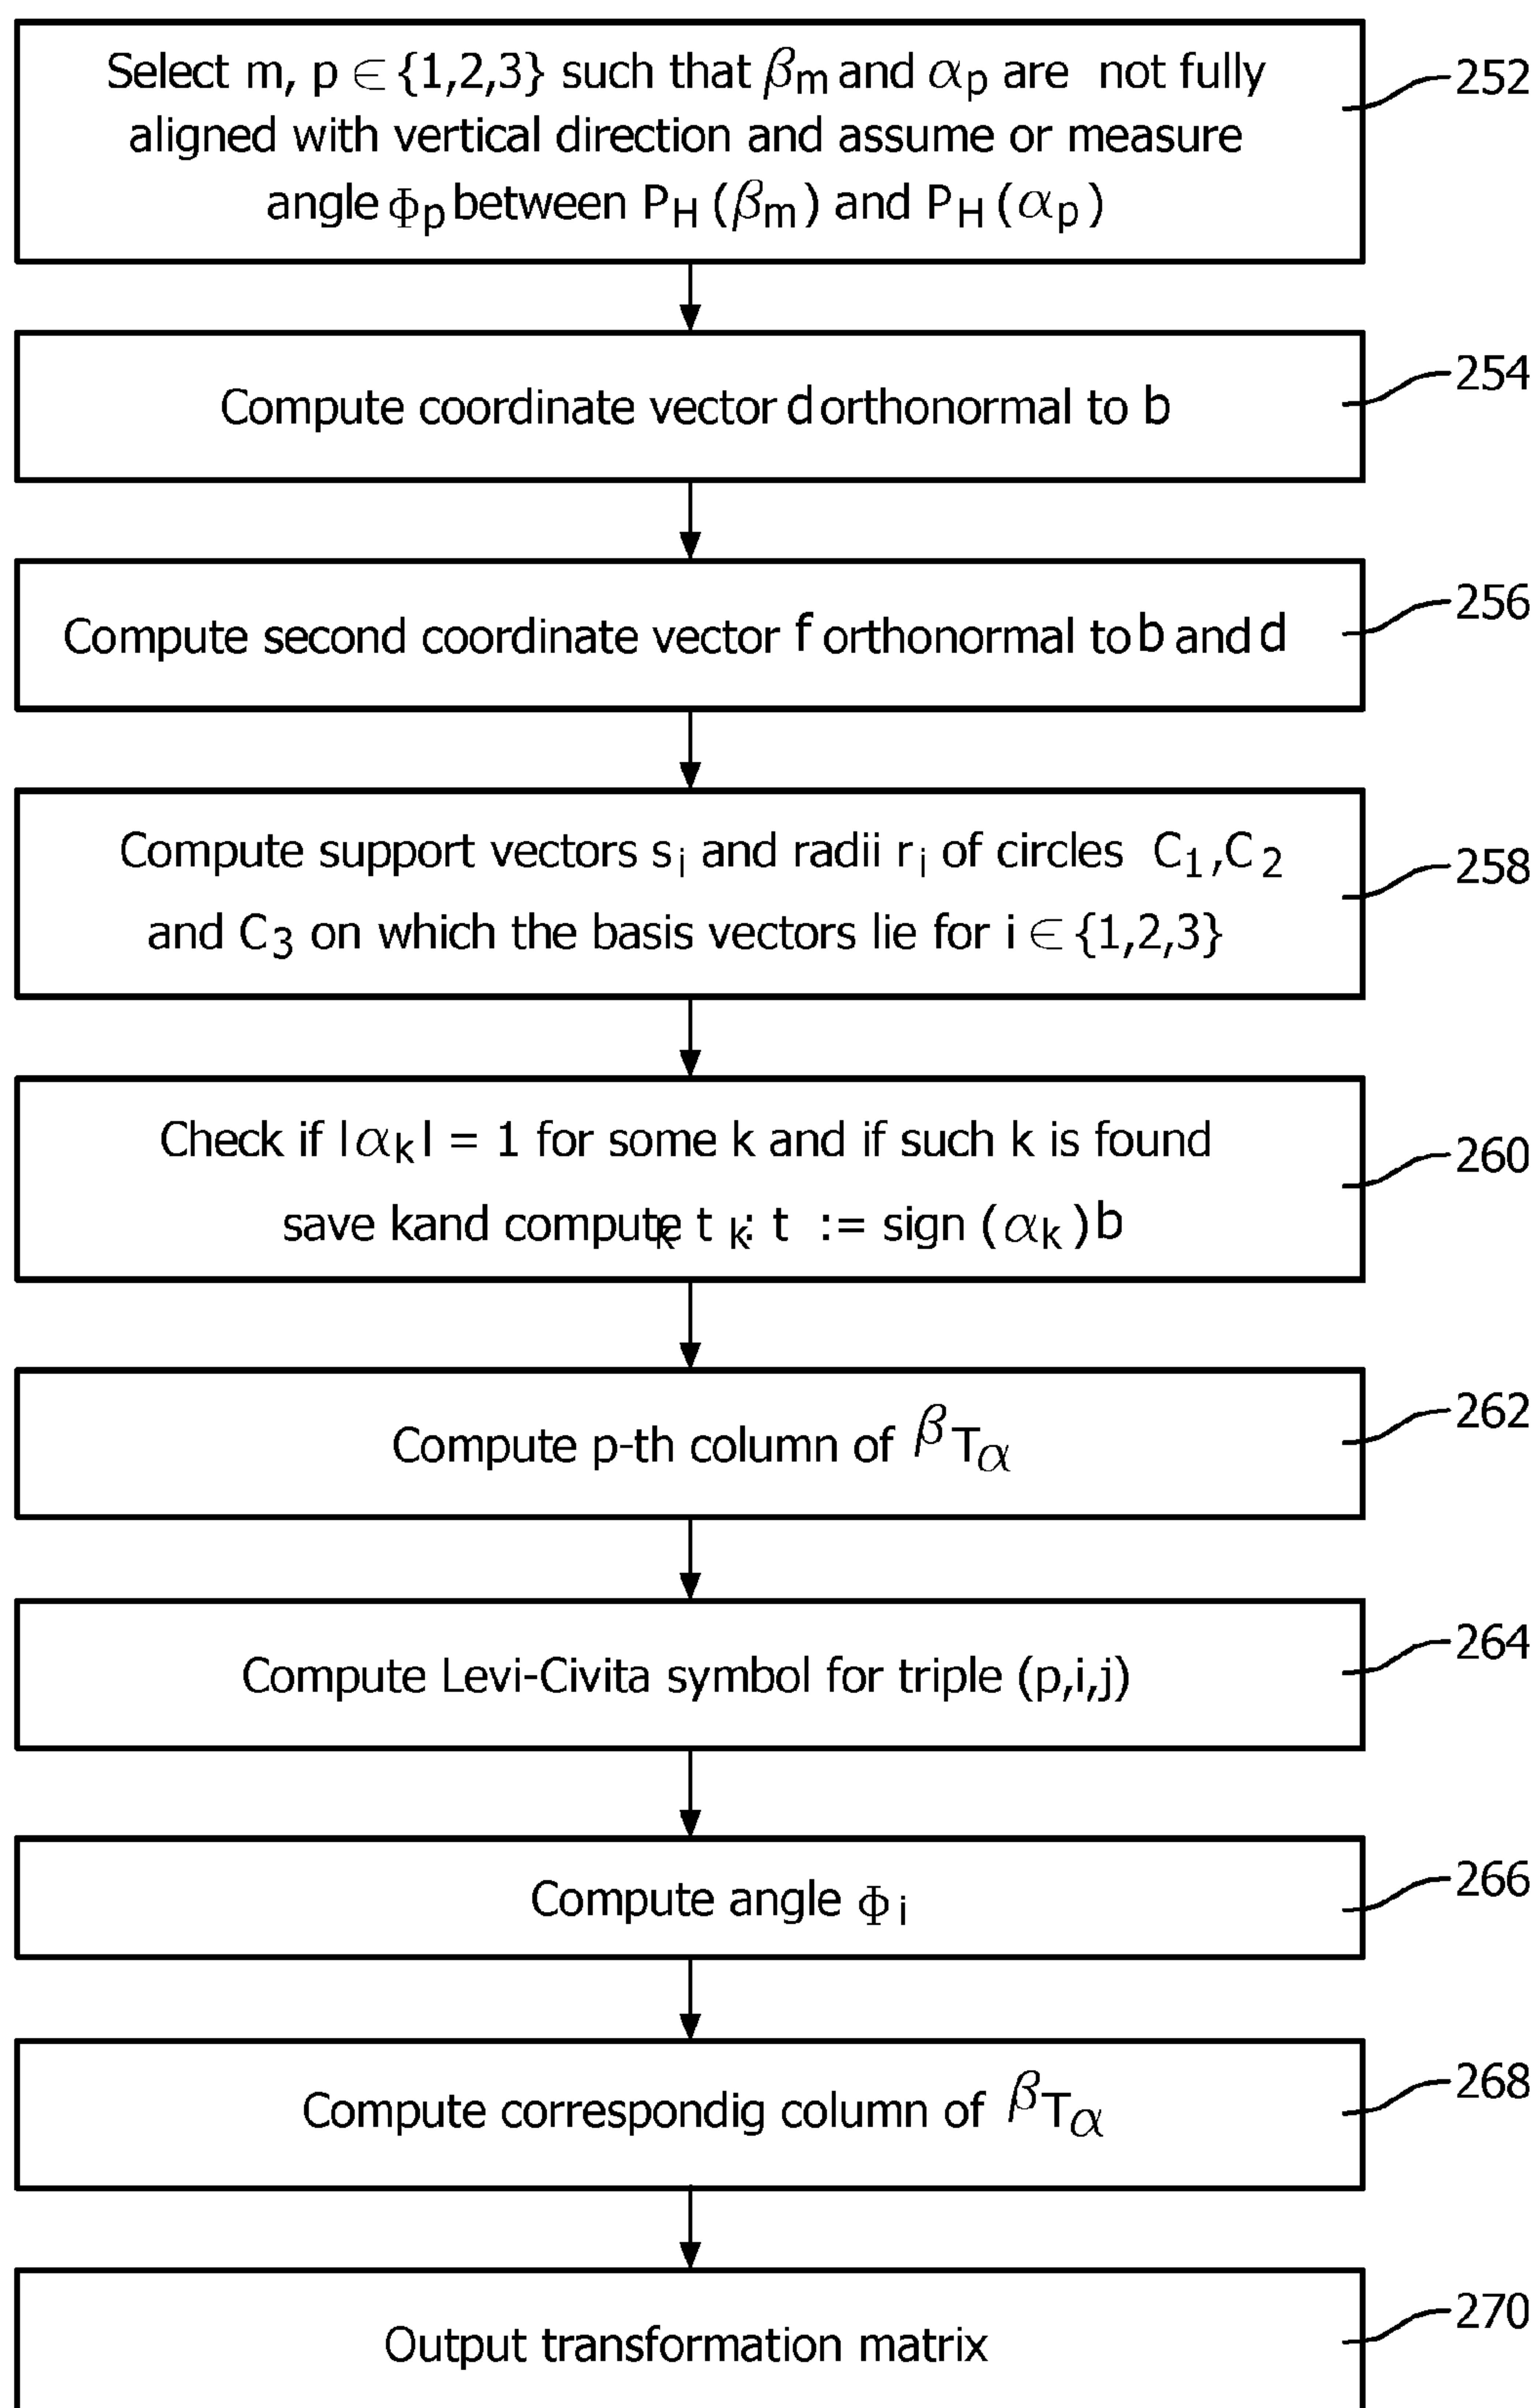 Select m, p ∈ {1,2,3} such that βm and αp are not fully
aligned with vertical direction and assume or measure
angle Φp between PH (βm) and PH (αp)
252
Compute coordinate vector d orthonormal to b
254
Compute second coordinate vector f orthonormal to b and d
256
Compute support vectors si and radii ri of circles C1,C2
and C3 on which the basis vectors lie for i ∈ {1,2,3}
258
Check if |αk| = 1 for some k and if such k is found
save kand compute k t k: t := sign (αk)b
260
Compute p-th column of βTα
262
Compute Levi-Civita symbol for triple (p,i,j)
264
Compute angle Φi
266
Compute correspondig column of βTα
268
Output transformation matrix
270